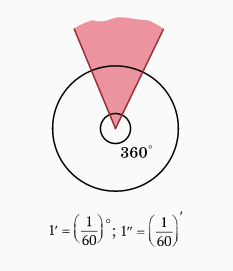 360°
1′ = (1/60)°; 1″ = (1/60)′